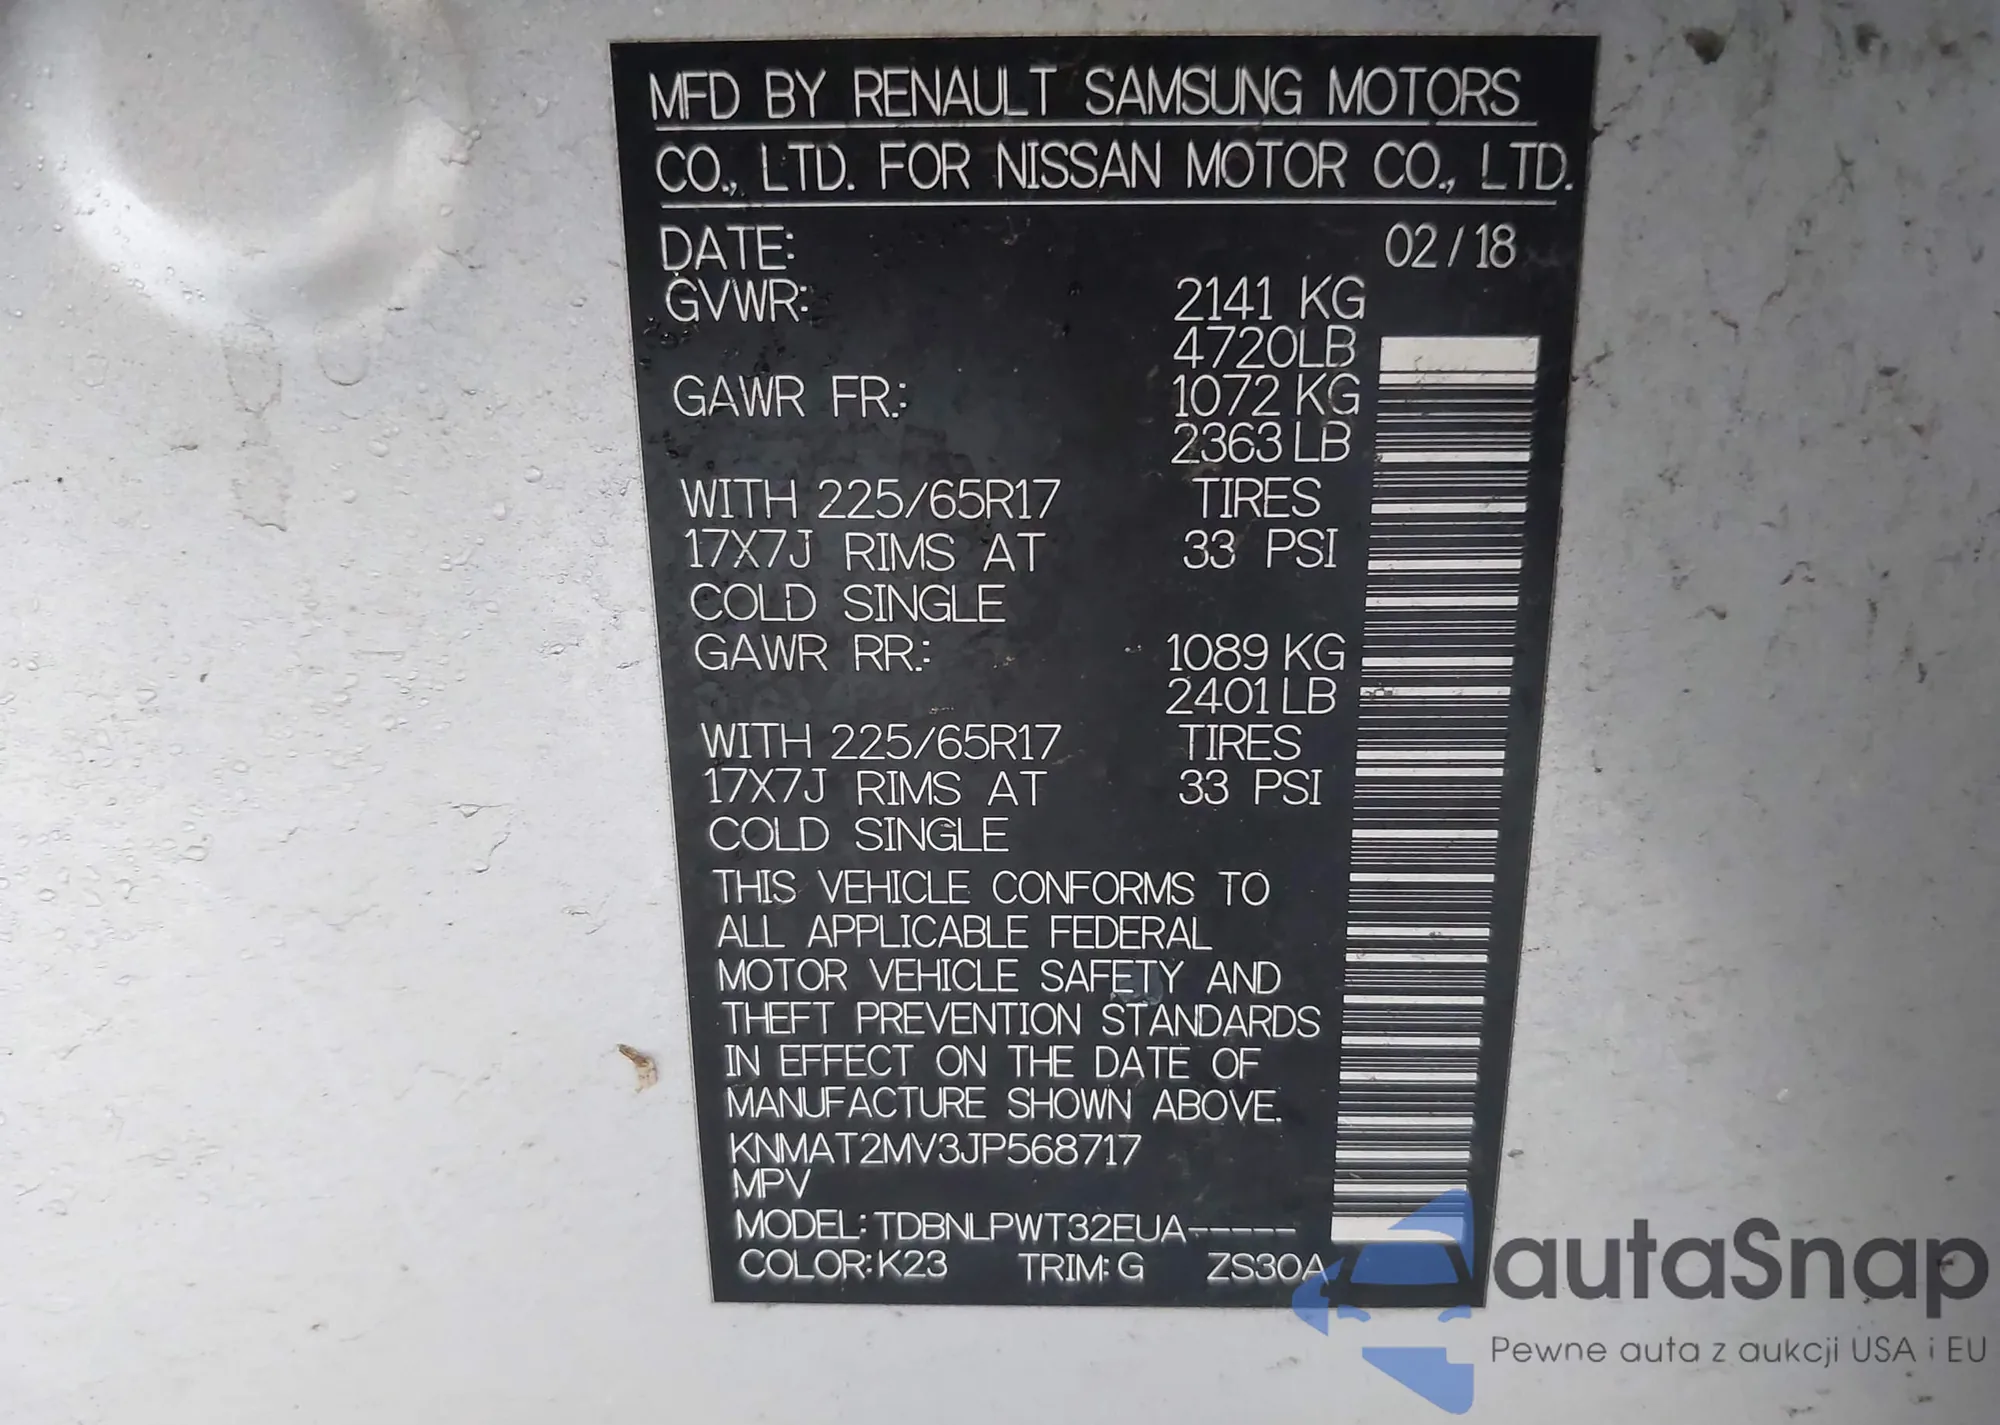 MFD BY RENAULT SAMSUNG MOTORS
CO., LTD. FOR NISSAN MOTOR CO., LTD.
DATE: 02/18
GVWR: 2141 KG
4720LB
GAWR FR.: 1072 KG
2363 LB
WITH 225/65R17 TIRES
17X7J RIMS AT 33 PSI
COLD SINGLE
GAWR RR.: 1089 KG
2401 LB
WITH 225/65R17 TIRES
17X7J RIMS AT 33 PSI
COLD SINGLE
THIS VEHICLE CONFORMS TO
ALL APPLICABLE FEDERAL
MOTOR VEHICLE SAFETY AND
THEFT PREVENTION STANDARDS
IN EFFECT ON THE DATE OF
MANUFACTURE SHOWN ABOVE.
KNMAT2MV3JP568717
MPV
MODEL: TDBNLPWT32EUA-----
COLOR: K23 TRIM: G ZS30A
autaSnap
Pewne auta z aukcji USA i EU